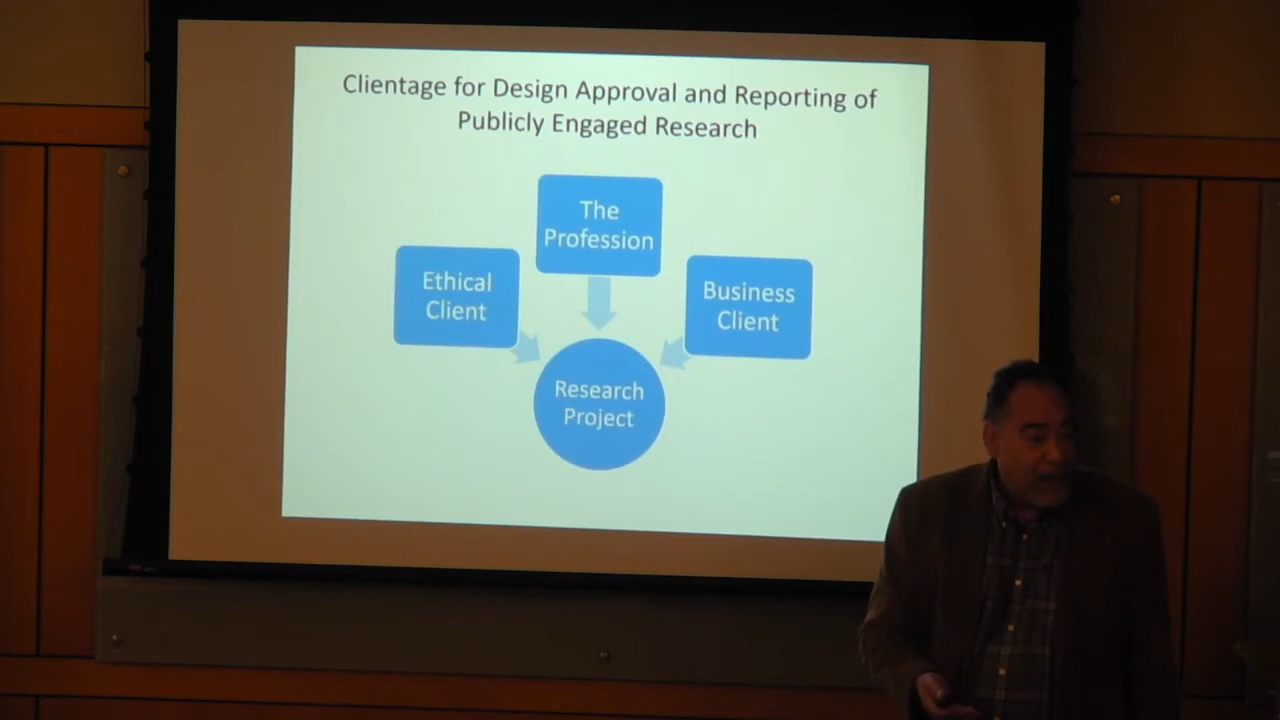 Clientage for Design Approval and Reporting of
Publicly Engaged Research
The
Profession
Ethical
Client
Business
Client
Research
Project